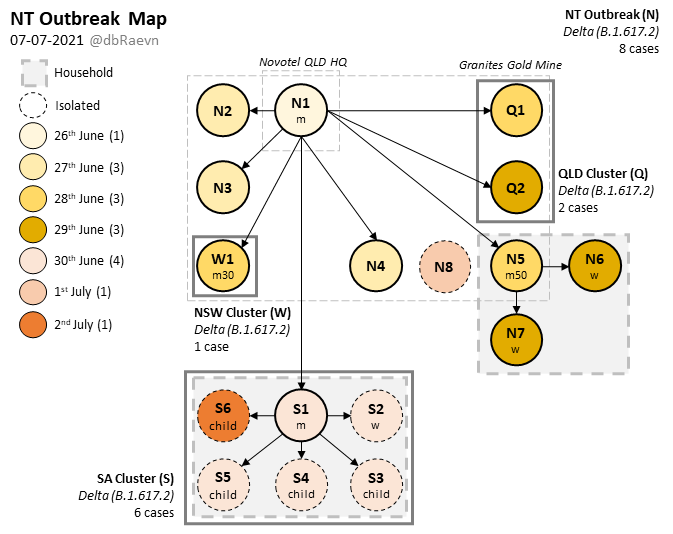 NT Outbreak Map
07-07-2021 @dbRaevn
Household
Isolated
26th June (1)
27th June (3)
28th June (3)
29th June (3)
30th June (4)
1st July (1)
2nd July (1)
NT Outbreak (N)
Delta (B.1.617.2)
8 cases
Novotel QLD HQ
Granites Gold Mine
N2
N1
m
Q1
N3
Q2
QLD Cluster (Q)
Delta (B.1.617.2)
2 cases
W1
m30
N4
N8
N5
m50
N6
w
N7
w
NSW Cluster (W)
Delta (B.1.617.2)
1 case
S6
child
S1
m
S2
w
S5
child
S4
child
S3
child
SA Cluster (S)
Delta (B.1.617.2)
6 cases